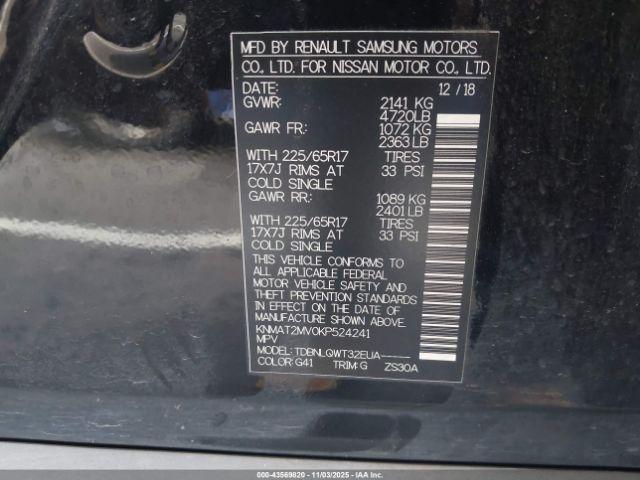 MFD BY RENAULT SAMSUNG MOTORS
CO., LTD. FOR NISSAN MOTOR CO., LTD.
DATE: 12 / 18
GVWR: 2141 KG
4720LB
GAWR FR: 1072 KG
2363 LB
WITH 225/65R17 TIRES
17X7J RIMS AT 33 PSI
COLD SINGLE
GAWR RR: 1089 KG
2401 LB
WITH 225/65R17 TIRES
17X7J RIMS AT 33 PSI
COLD SINGLE
THIS VEHICLE CONFORMS TO
ALL APPLICABLE FEDERAL
MOTOR VEHICLE SAFETY AND
THEFT PREVENTION STANDARDS
IN EFFECT ON THE DATE OF
MANUFACTURE SHOWN ABOVE.
KNMAT2MV0KP524241
MPV
MODEL: TDBNLQWT32EUA-----
COLOR: G41 TRIM: G ZS30A
000-43569820 - 11/03/2025 - IAAI.COM